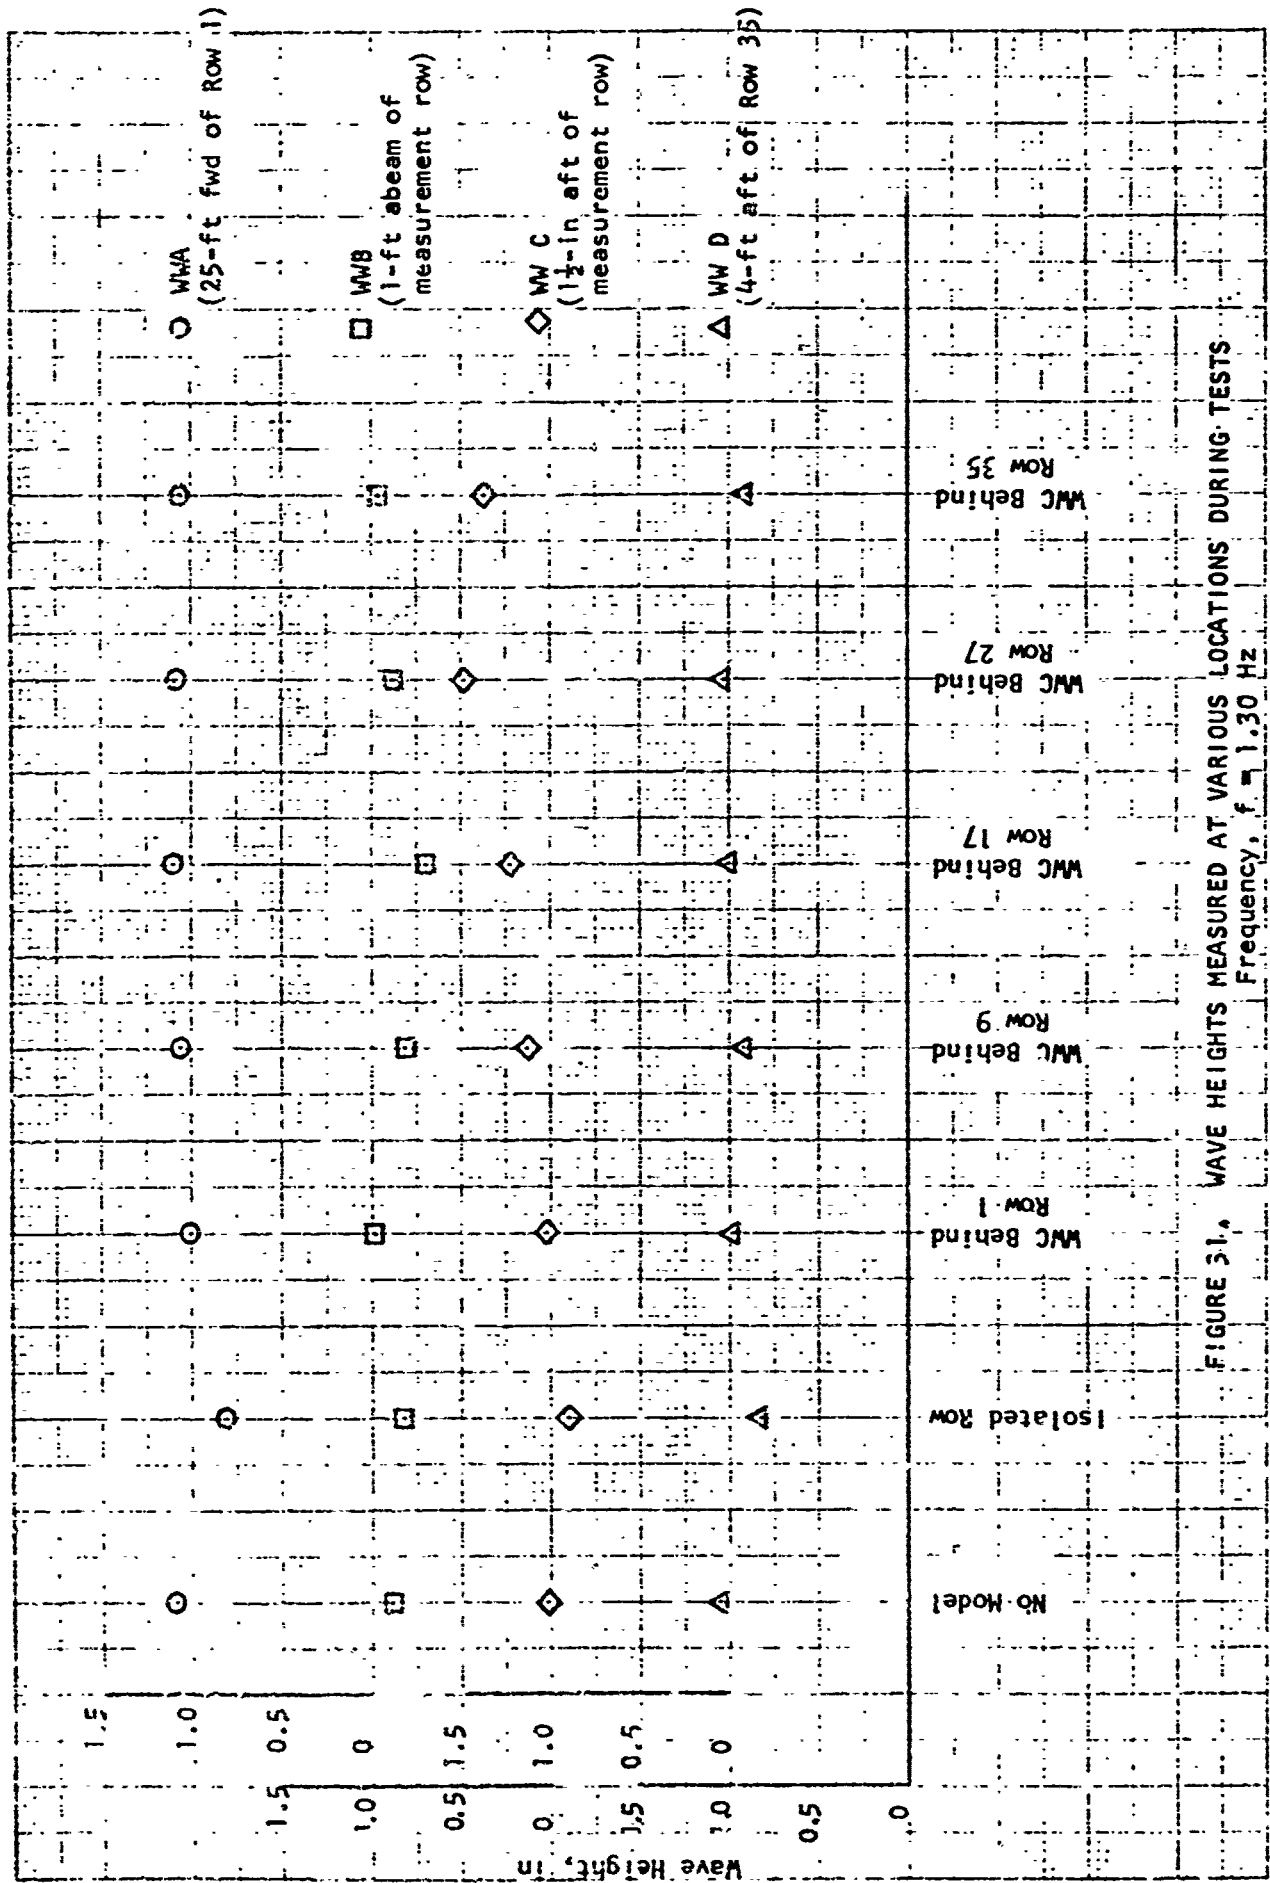 WWA
(25-ft fwd of Row 1)
WWB
(1-ft abeam of
measurement row)
WW C
(1½-in aft of
measurement row)
WW D
(4-ft aft of Row 35)
1.5
1.0
0.5
0
1.5
1.0
0.5
0
1.5
1.0
0.5
0
1.5
1.0
0.5
0
Wave Height, in
No Model
Isolated Row
WWC Behind
Row 1
WWC Behind
Row 9
WWC Behind
Row 17
WWC Behind
Row 27
WWC Behind
Row 35
FIGURE 31. WAVE HEIGHTS MEASURED AT VARIOUS LOCATIONS DURING TESTS
Frequency, f = 1.30 Hz